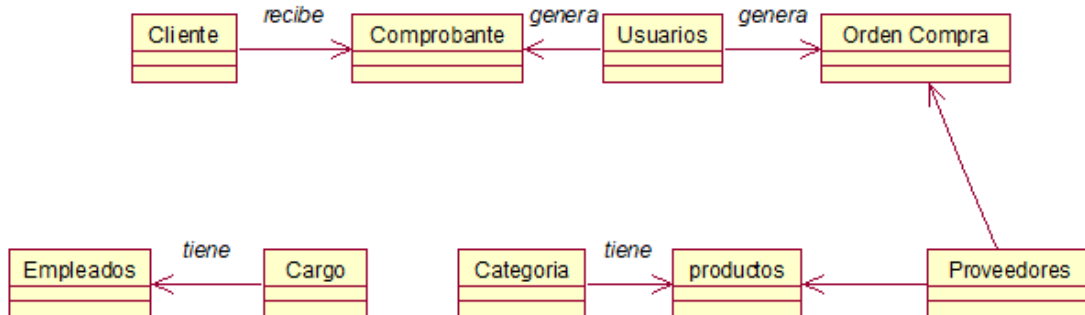 recibe genera genera
Cliente Comprobante Usuarios Orden Compra
tiene tiene
Empleados Cargo Categoria productos Proveedores